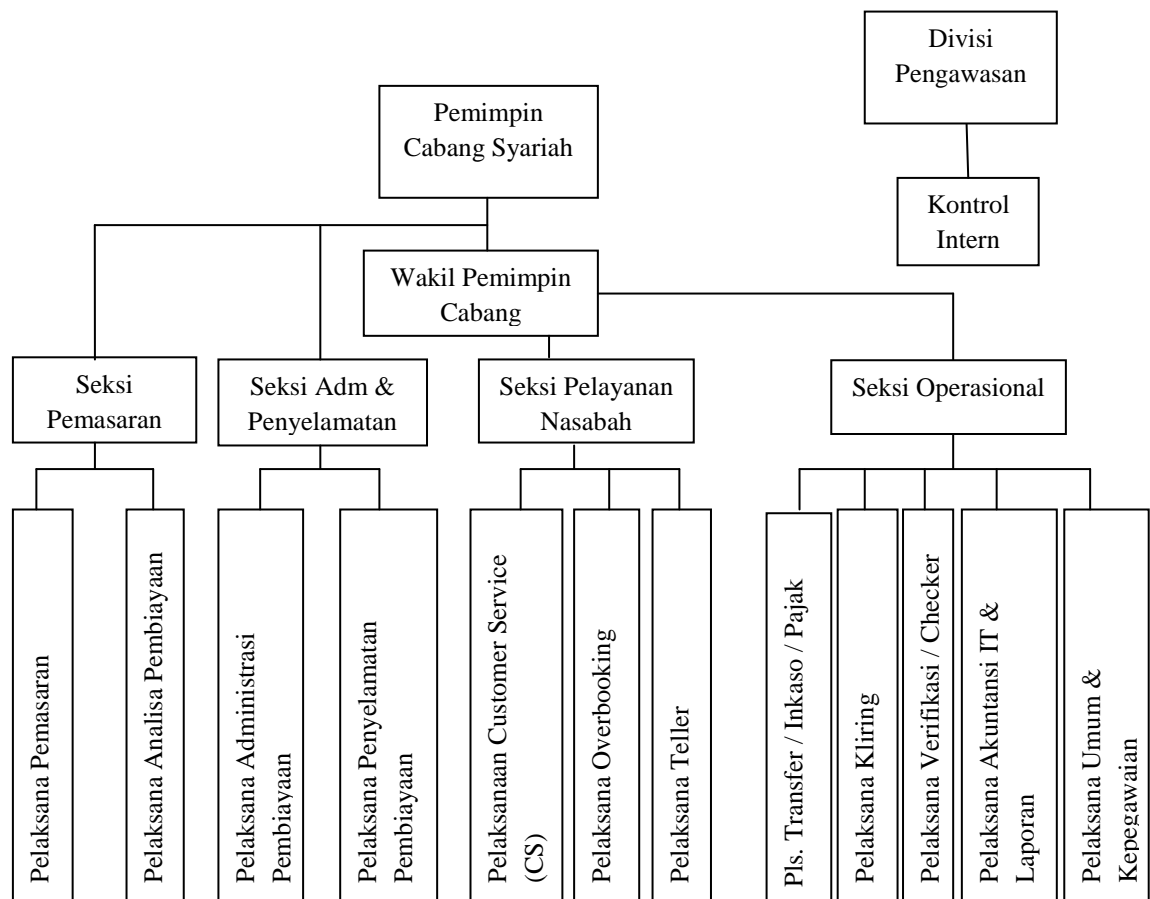 Divisi
Pengawasan
Pemimpin
Cabang Syariah
Kontrol
Intern
Wakil Pemimpin
Cabang
Seksi
Pemasaran
Seksi Adm &
Penyelamatan
Seksi Pelayanan
Nasabah
Seksi Operasional
Pelaksana Pemasaran
Pelaksana Analisa Pembiayaan
Pelaksana Administrasi
Pembiayaan
Pelaksana Penyelamatan
Pembiayaan
Pelaksanaan Customer Service
(CS)
Pelaksana Overbooking
Pelaksana Teller
Pls. Transfer / Inkaso / Pajak
Pelaksana Kliring
Pelaksana Verifikasi / Checker
Pelaksana Akuntansi IT &
Laporan
Pelaksana Umum &
Kepegawaian